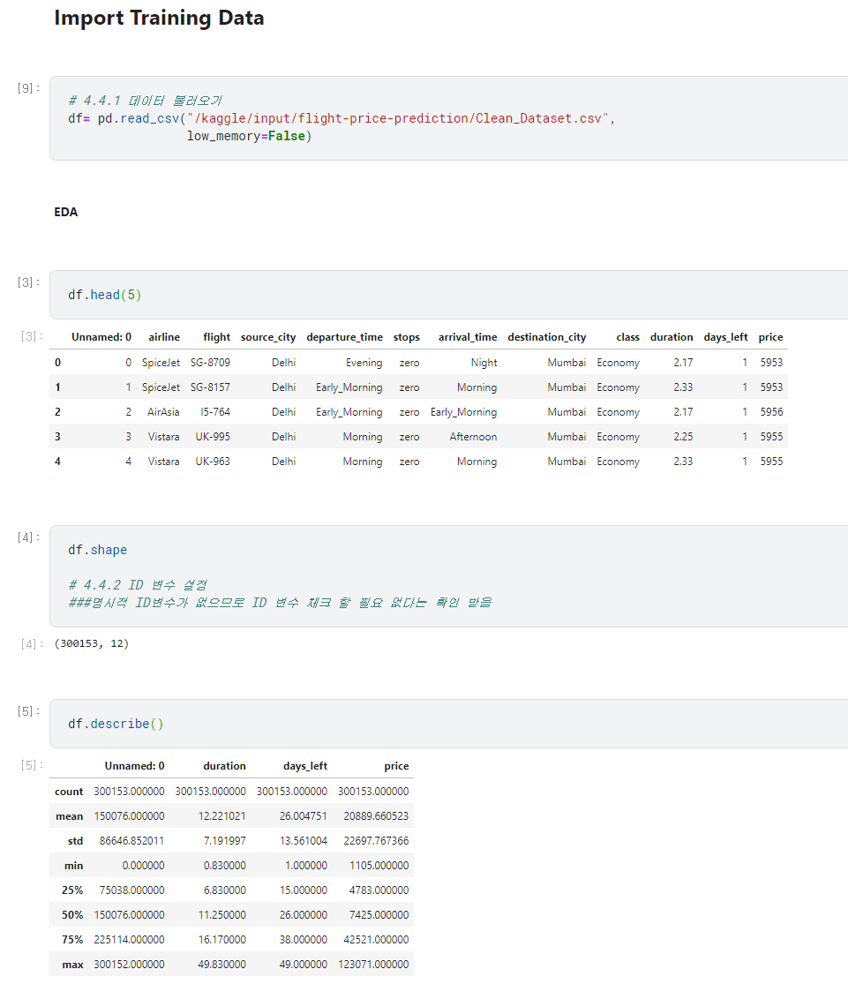 Import Training Data
[9]:
# 4.4.1 데이터 불러오기
df= pd.read_csv("/kaggle/input/flight-price-prediction/Clean_Dataset.csv",
low_memory=False)
EDA
[3]:
df.head(5)
[3]:
Unnamed: 0 airline flight source_city departure_time stops arrival_time destination_city class duration days_left price
0 0 SpiceJet SG-8709 Delhi Evening zero Night Mumbai Economy 2.17 1 5953
1 1 SpiceJet SG-8157 Delhi Early_Morning zero Morning Mumbai Economy 2.33 1 5953
2 2 AirAsia I5-764 Delhi Early_Morning zero Early_Morning Mumbai Economy 2.17 1 5956
3 3 Vistara UK-995 Delhi Morning zero Afternoon Mumbai Economy 2.25 1 5955
4 4 Vistara UK-963 Delhi Morning zero Morning Mumbai Economy 2.33 1 5955
[4]:
df.shape
# 4.4.2 ID 변수 설정
###명시적 ID변수가 없으므로 ID 변수 체크 할 필요 없다는 확인 받음
[4]:
(300153, 12)
[5]:
df.describe()
[5]:
Unnamed: 0 duration days_left price
count 300153.000000 300153.000000 300153.000000 300153.000000
mean 150076.000000 12.221021 26.004751 20889.660523
std 86646.852011 7.191997 13.561004 22697.767366
min 0.000000 0.830000 1.000000 1105.000000
25% 75038.000000 6.830000 15.000000 4783.000000
50% 150076.000000 11.250000 26.000000 7425.000000
75% 225114.000000 16.170000 38.000000 42521.000000
max 300152.000000 49.830000 49.000000 123071.000000